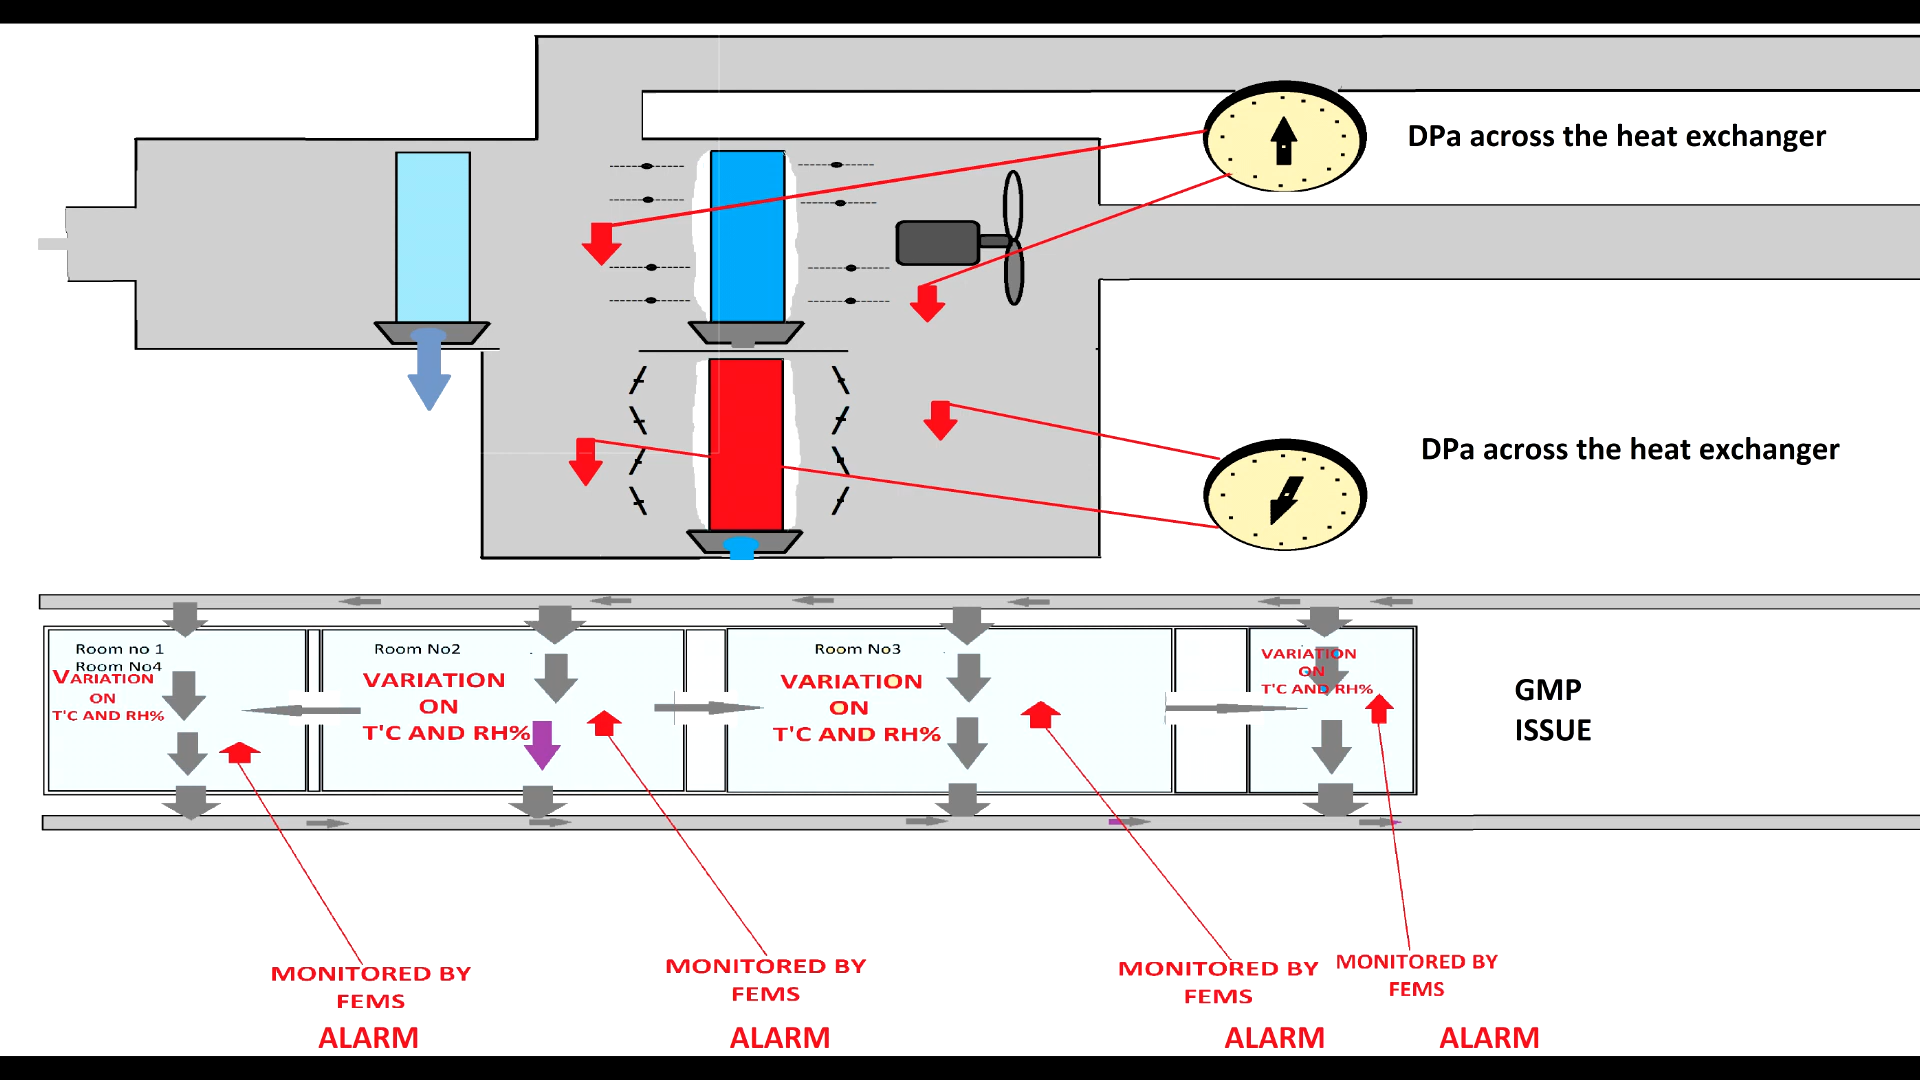 DPa across the heat exchanger
DPa across the heat exchanger
Room no 1
Room No4
VARIATION
ON
T'C AND RH%
Room No2
VARIATION
ON
T'C AND RH%
Room No3
VARIATION
ON
T'C AND RH%
VARIATION
ON
T'C AND RH%
GMP
ISSUE
MONITORED BY
FEMS
ALARM
MONITORED BY
FEMS
ALARM
MONITORED BY
FEMS
ALARM
MONITORED BY
FEMS
ALARM